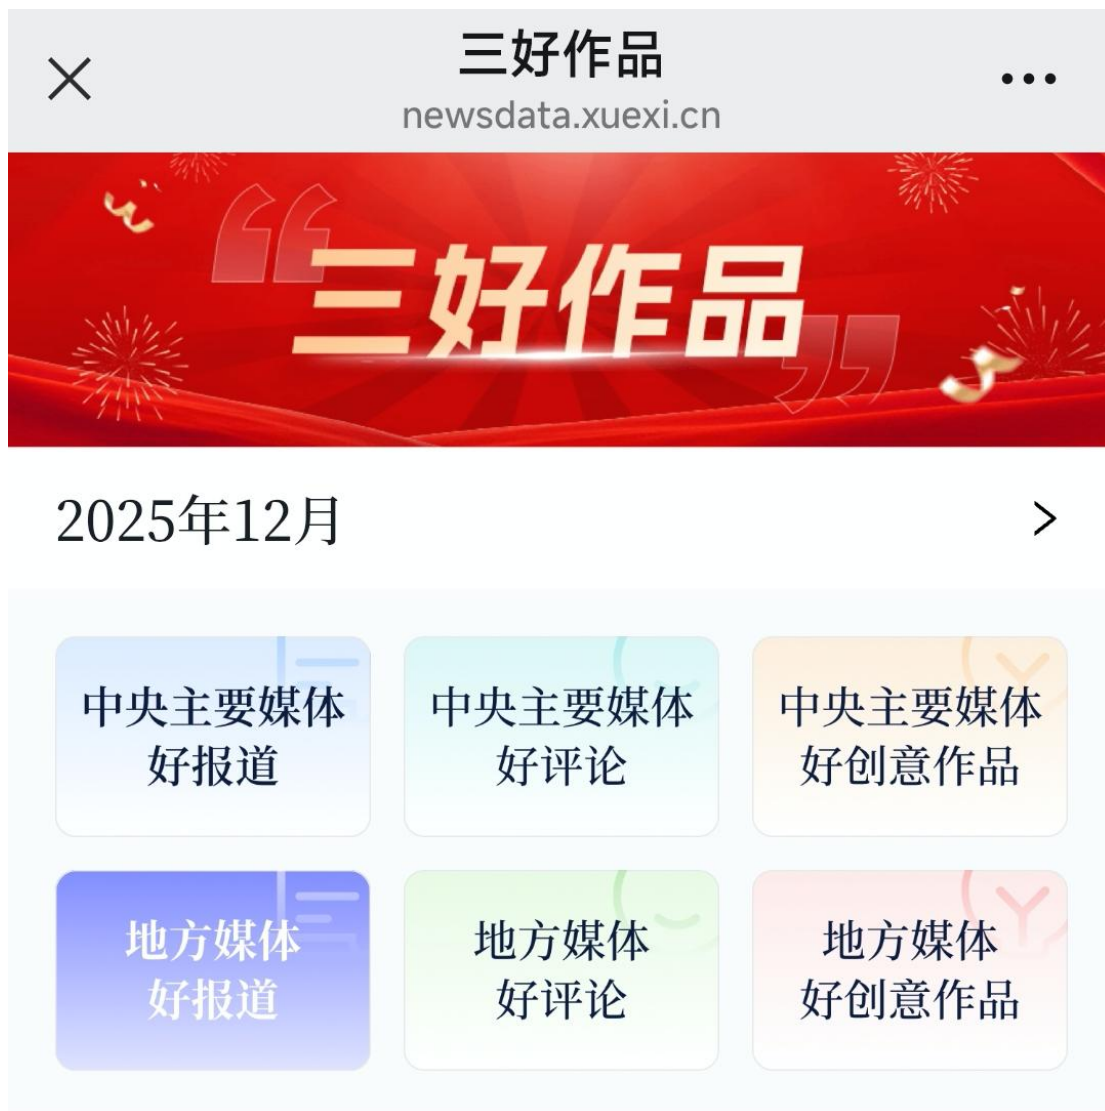 三好作品
newsdata.xuexi.cn
“三好作品”
2025年12月
中央主要媒体
好报道
中央主要媒体
好评论
中央主要媒体
好创意作品
地方媒体
好报道
地方媒体
好评论
地方媒体
好创意作品